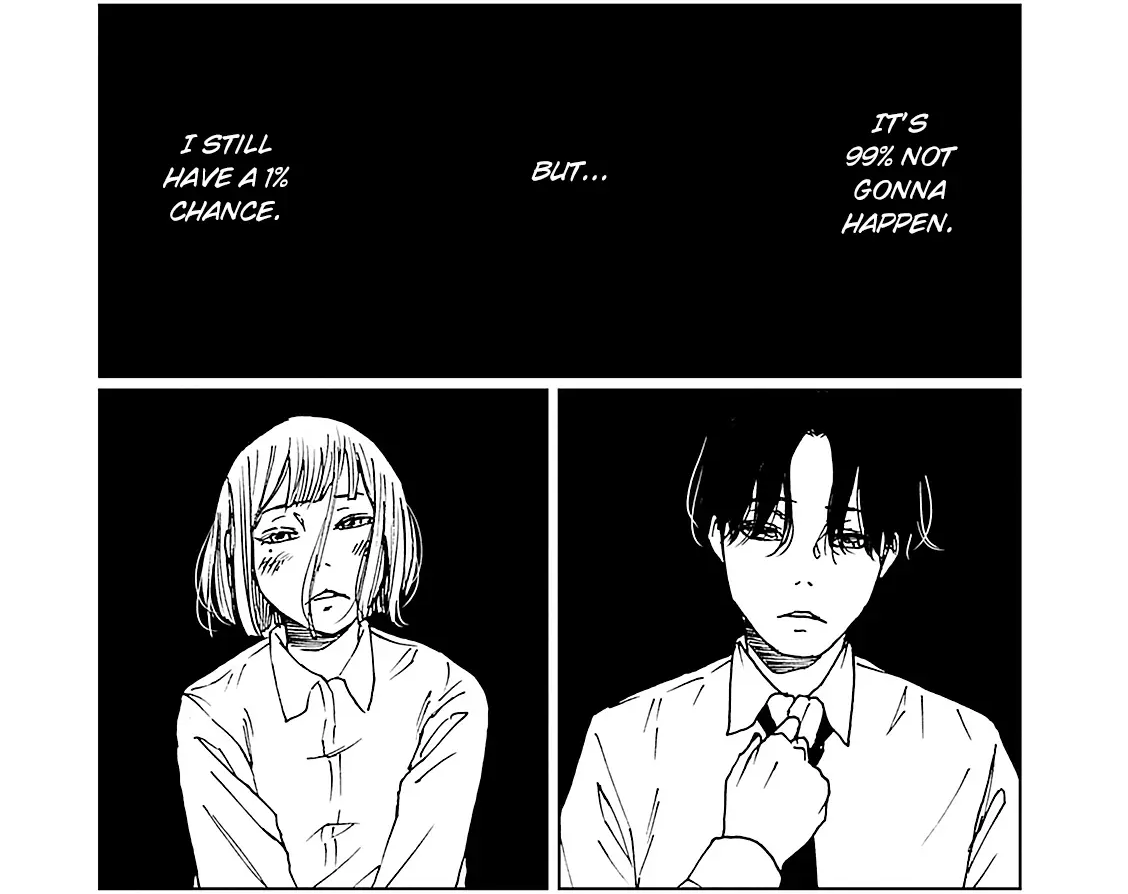 IT'S
99% NOT
GONNA
HAPPEN.
BUT...
I STILL
HAVE A 1%
CHANCE.